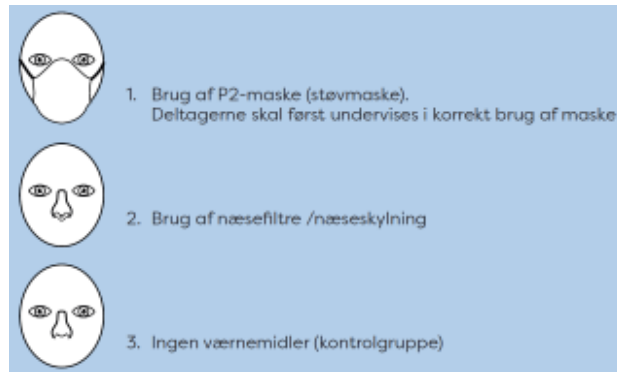 1. Brug af P2-maske (støvmaske).
Deltagerne skal først undervises i korrekt brug af maske
2. Brug af næsefiltre /næseskylning
3. Ingen værnemidler (kontrolgruppe)